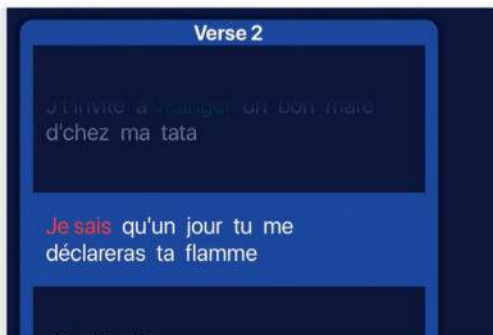 Verse 2
J't'invite à manger un bon mafé
d'chez ma tata
Je sais qu'un jour tu me
déclareras ta flamme